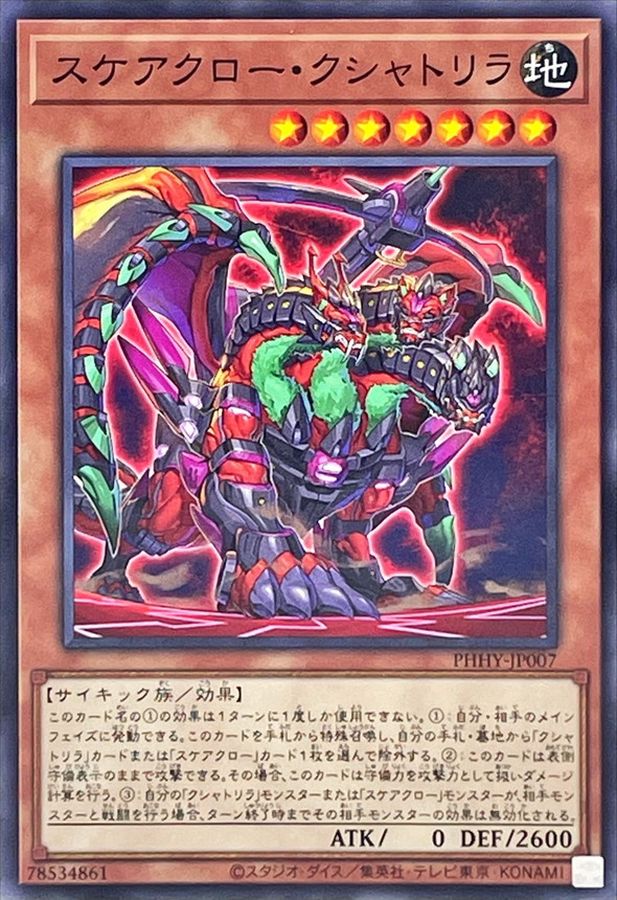 スケアクロー・クシャトリラ
地
PHHY-JP007
【サイキック族／効果】
このカード名の①の効果は１ターンに１度しか使用できない。①：自分・相手のメイン
フェイズに発動できる。このカードを手札から特殊召喚し、自分の手札・墓地から「クシャ
トリラ」カードまたは「スケアクロー」カード１枚を選んで除外する。②：このカードは表側
守備表示のままで攻撃できる。その場合、このカードは守備力を攻撃力として扱いダメージ
計算を行う。③：自分の「クシャトリラ」モンスターまたは「スケアクロー」モンスターが、相手モン
スターと戦闘を行う場合、ターン終了時までその相手モンスターの効果は無効化される。
ATK/ 0 DEF/2600
78534861 ©スタジオ・ダイス／集英社・テレビ東京・KONAMI